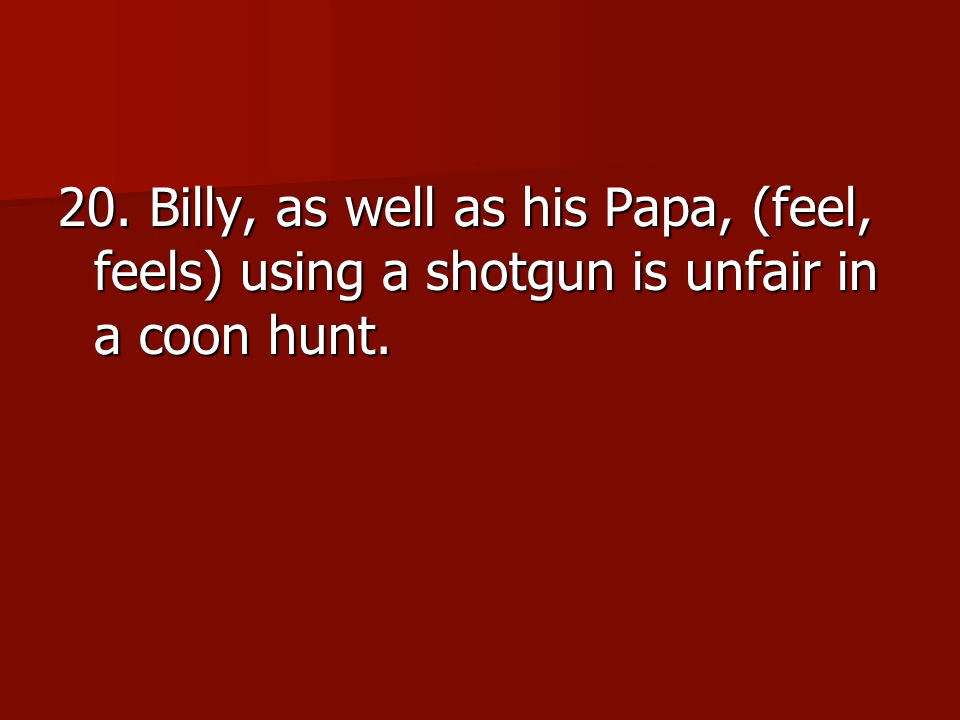 20. Billy, as well as his Papa, (feel,
feels) using a shotgun is unfair in
a coon hunt.